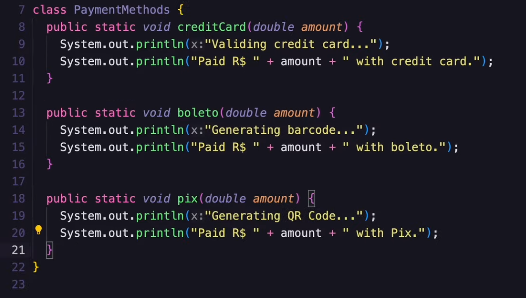 7 class PaymentMethods {
8 public static void creditCard(double amount) {
9 System.out.println(x:"Validing credit card...");
10 System.out.println("Paid R$ " + amount + " with credit card.");
11 }
12
13 public static void boleto(double amount) {
14 System.out.println(x:"Generating barcode...");
15 System.out.println("Paid R$ " + amount + " with boleto.");
16 }
17
18 public static void pix(double amount) {
19 System.out.println(x:"Generating QR Code...");
20 System.out.println("Paid R$ " + amount + " with Pix.");
21 }
22 }
23